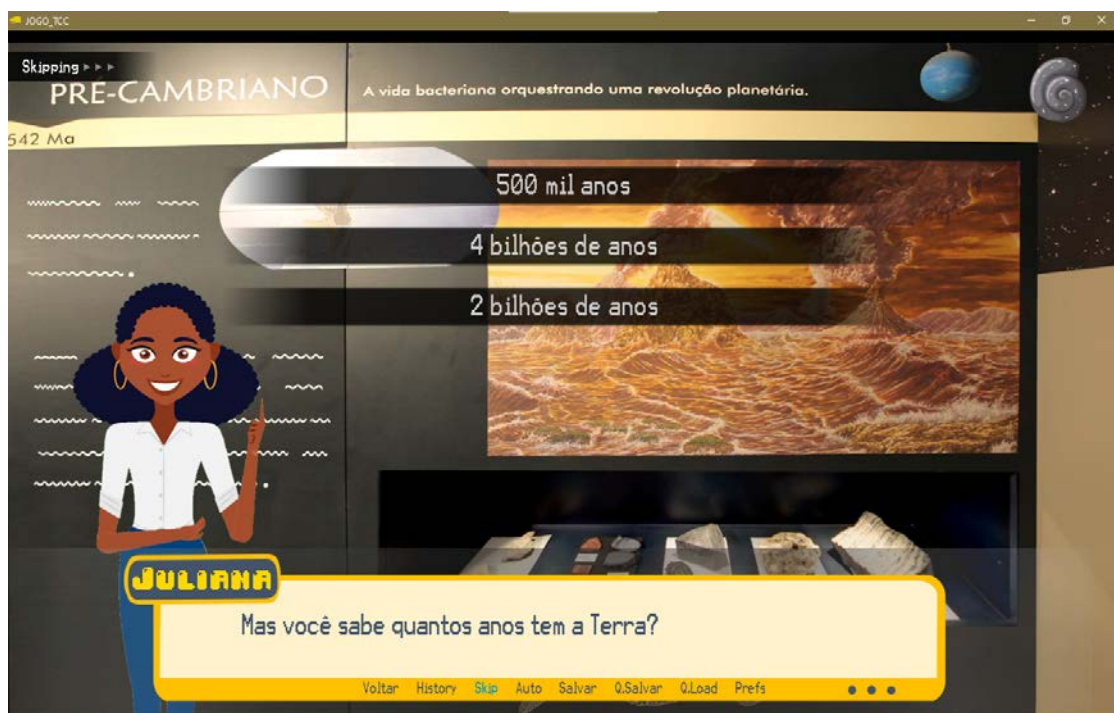 JOGO_TCC
Skipping
PRÉ-CAMBRIANO
A vida bacteriana orquestrando uma revolução planetária.
542 Ma
500 mil anos
4 bilhões de anos
2 bilhões de anos
JULIANA
Mas você sabe quantos anos tem a Terra?
Voltar History Skip Auto Salvar Q.Salvar Q.Load Prefs